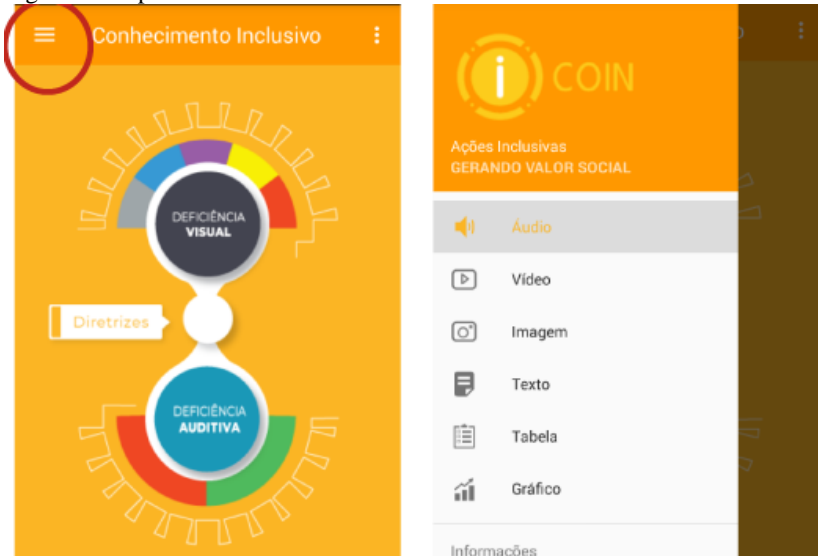 Conhecimento Inclusivo
DEFICIÊNCIA
VISUAL
Diretrizes
DEFICIÊNCIA
AUDITIVA
i COIN
Ações Inclusivas
GERANDO VALOR SOCIAL
Áudio
Vídeo
Imagem
Texto
Tabela
Gráfico
Informações